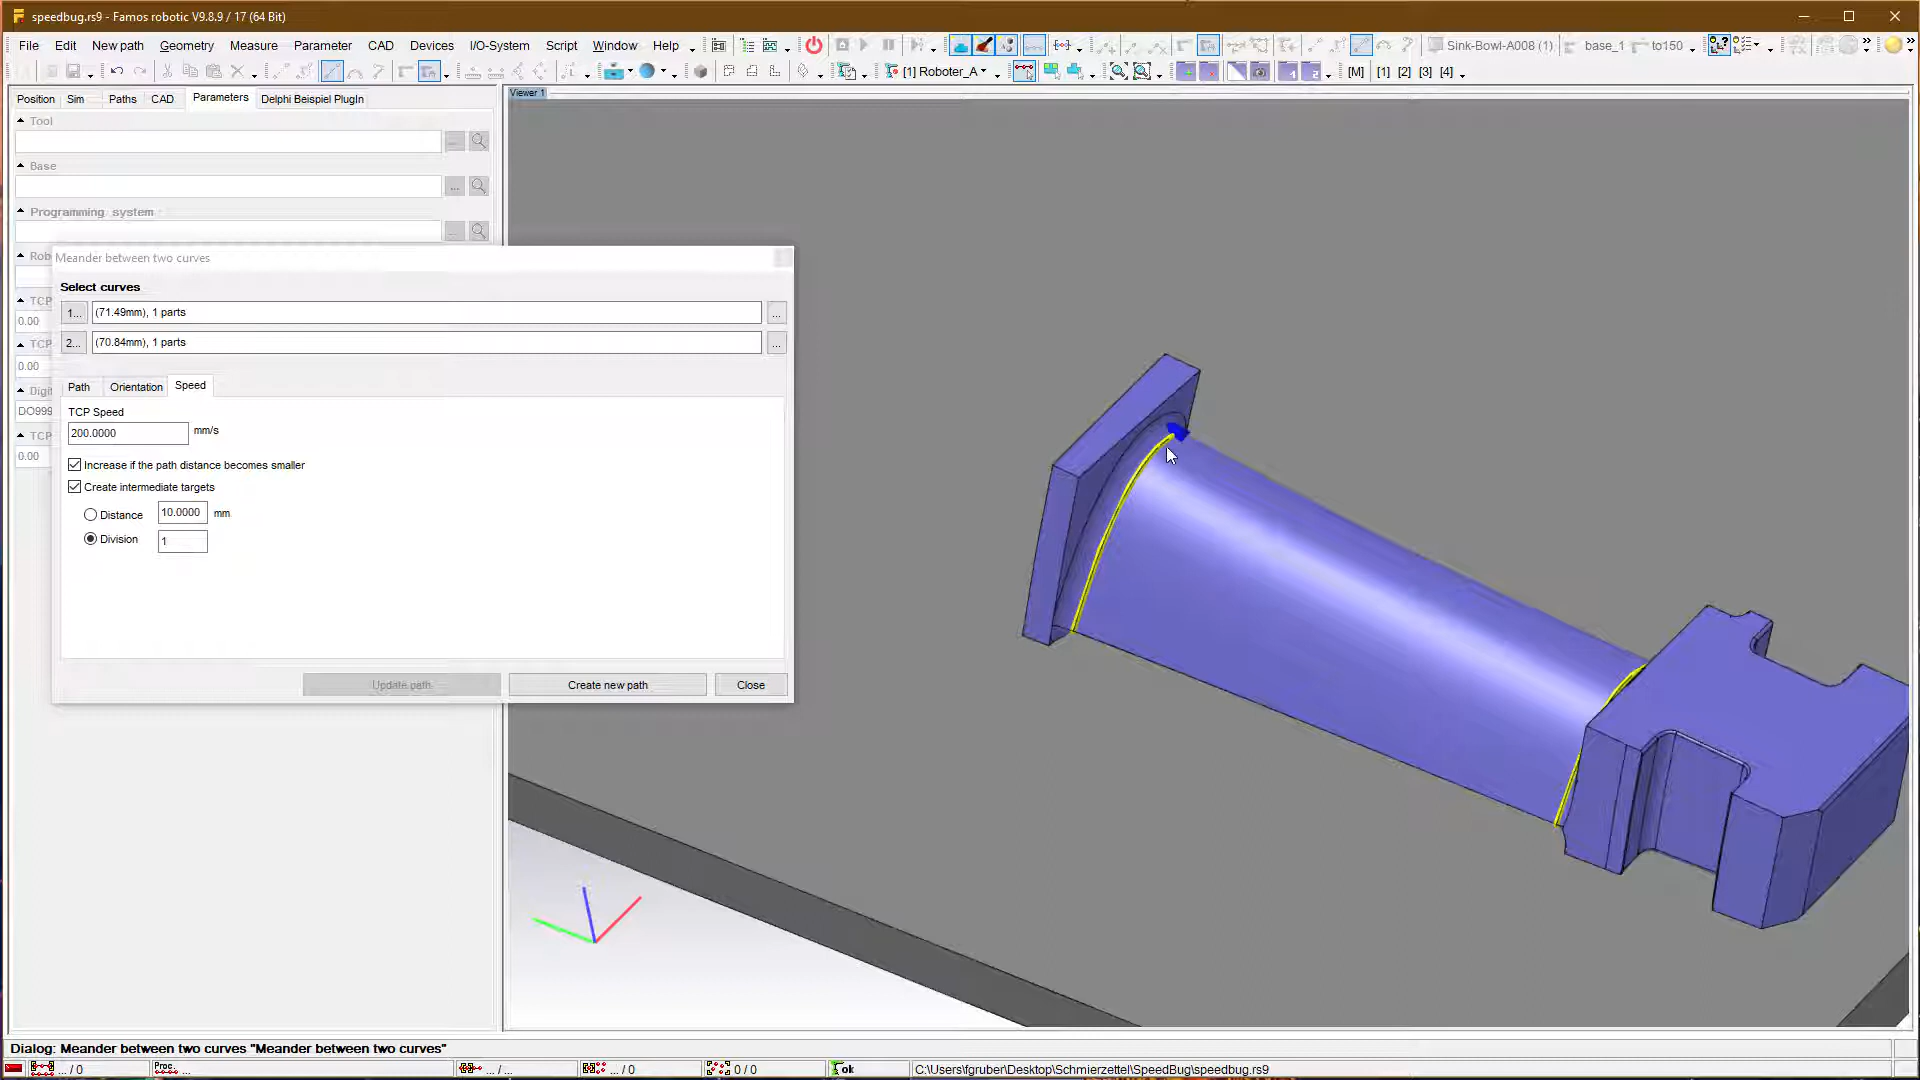 speedbug.rs9 - Famos robotic V9.8.9 / 17 (64 Bit)
File Edit New path Geometry Measure Parameter CAD Devices I/O-System Script Window Help
Sink-Bowl-A008 (1) base_1 to150
[1] Roboter_A [M] [1] [2] [3] [4]
Position Sim Paths CAD Parameters Delphi Beispiel PlugIn
Viewer 1
Tool
...
Base
...
Programming system
...
Rob
TCP
0.00
TCP
0.00
Digit
DO999
TCP
0.00
Meander between two curves
Select curves
1... (71.49mm), 1 parts ...
2... (70.84mm), 1 parts ...
Path Orientation Speed
TCP Speed
200.0000 mm/s
Increase if the path distance becomes smaller
Create intermediate targets
Distance 10.0000 mm
Division 1
Update path Create new path Close
Dialog: Meander between two curves "Meander between two curves"
... / 0 Proc. ... ... / ... ... / 0 0 / 0 ok C:\Users\fgruber\Desktop\Schmierzettel\SpeedBug\speedbug.rs9